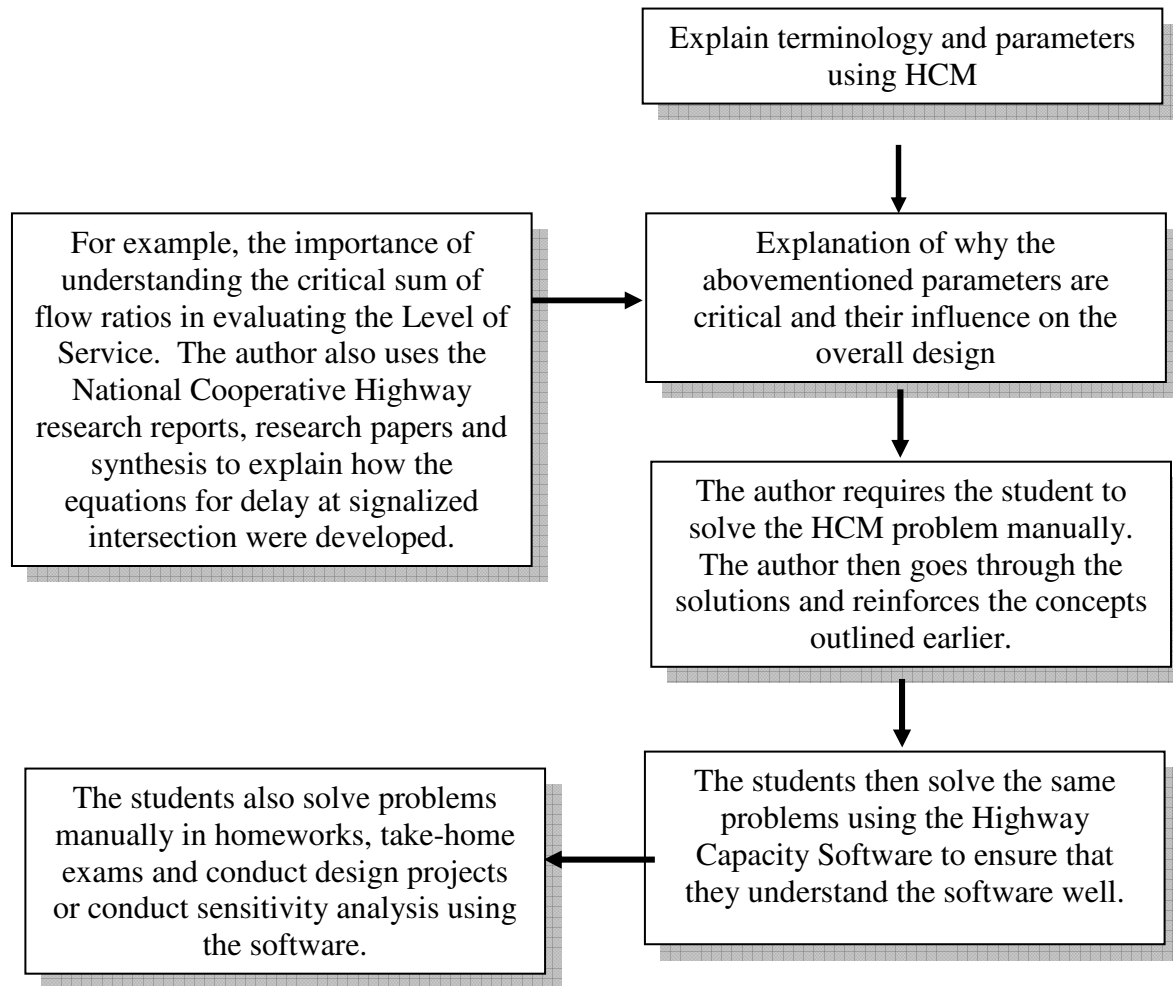 Explain terminology and parameters
using HCM
For example, the importance of
understanding the critical sum of
flow ratios in evaluating the Level of
Service.  The author also uses the
National Cooperative Highway
research reports, research papers and
synthesis to explain how the
equations for delay at signalized
intersection were developed.
Explanation of why the
abovementioned parameters are
critical and their influence on the
overall design
The author requires the student to
solve the HCM problem manually.
The author then goes through the
solutions and reinforces the concepts
outlined earlier.
The students then solve the same
problems using the Highway
Capacity Software to ensure that
they understand the software well.
The students also solve problems
manually in homeworks, take-home
exams and conduct design projects
or conduct sensitivity analysis using
the software.